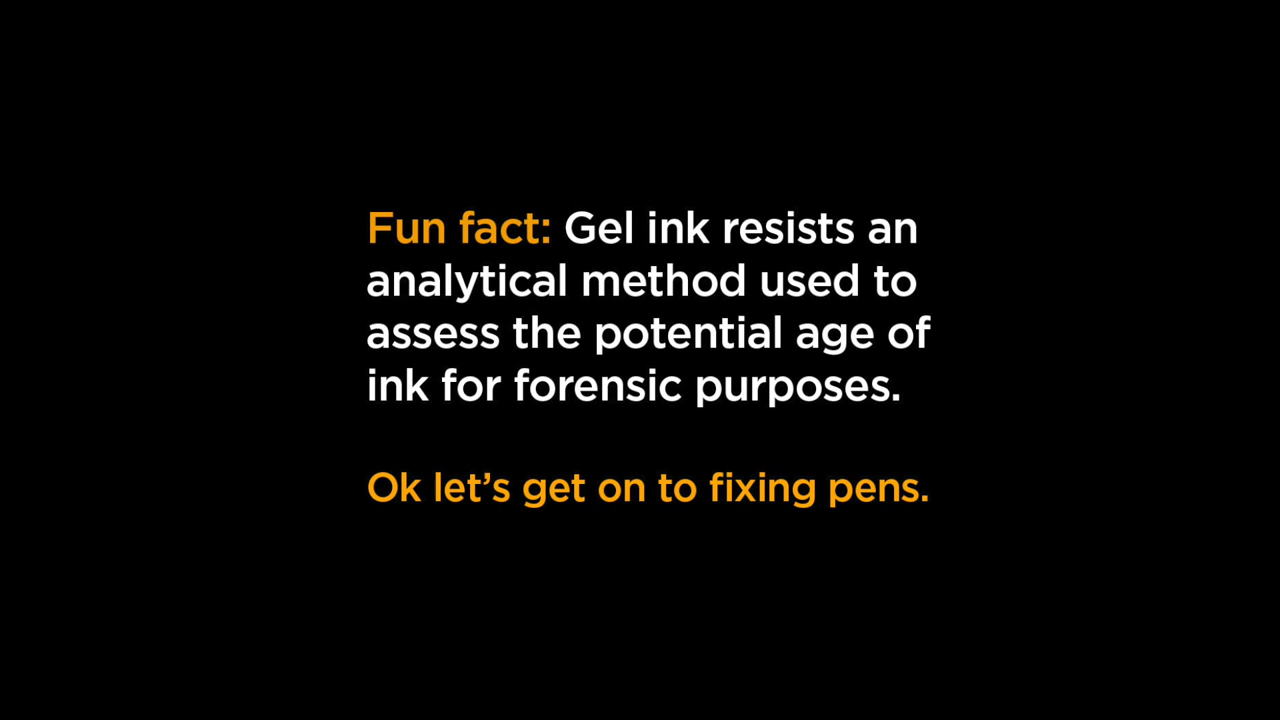 Fun fact: Gel ink resists an
analytical method used to
assess the potential age of
ink for forensic purposes.
Ok let’s get on to fixing pens.